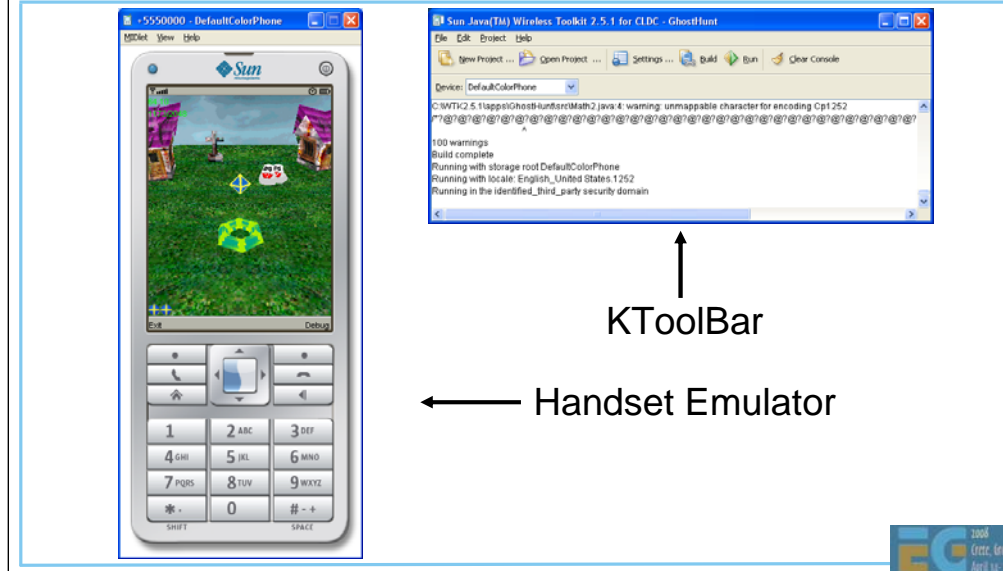 +5550000 - DefaultColorPhone
MIDlet View Help
Sun
Exit Debug
1 2 ABC 3 DEF
4 GHI 5 JKL 6 MNO
7 PQRS 8 TUV 9 WXYZ
* . 0 # - +
SHIFT SPACE
Sun Java(TM) Wireless Toolkit 2.5.1 for CLDC - GhostHunt
File Edit Project Help
New Project ... Open Project ... Settings ... Build Run Clear Console
Device: DefaultColorPhone
C:\WTK2.5.1\apps\GhostHunt\src\Math2.java:4: warning: unmappable character for encoding Cp1252
/*?@?@?@?@?@?@?@?@?@?@?@?@?@?@?@?@?@?@?@?@?@?@?@?@?@?@?
^
100 warnings
Build complete
Running with storage root DefaultColorPhone
Running with locale: English_United States.1252
Running in the identified_third_party security domain
KToolBar
Handset Emulator
EG
2008
Crete,
April